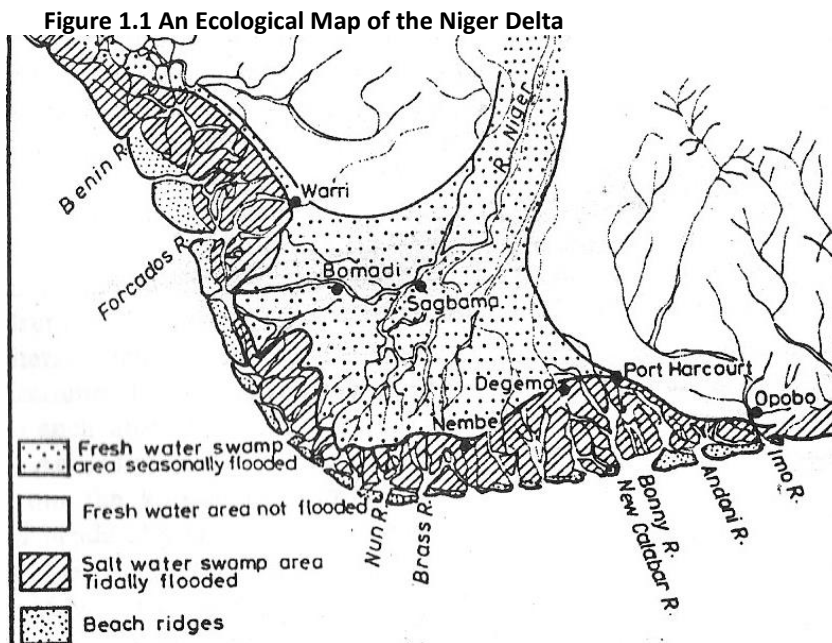 Figure 1.1 An Ecological Map of the Niger Delta
Benin R.
Warri
R. Niger
Forcados R.
Bomadi
Sagbama
Degema
Port Harcourt
Opobo
Nembe
Imo R.
Andoni R.
Bonny R.
New Calabar R.
Nun R.
Brass R.
Fresh water swamp
area seasonally flooded
Fresh water area not flooded
Salt water swamp area
Tidally flooded
Beach ridges